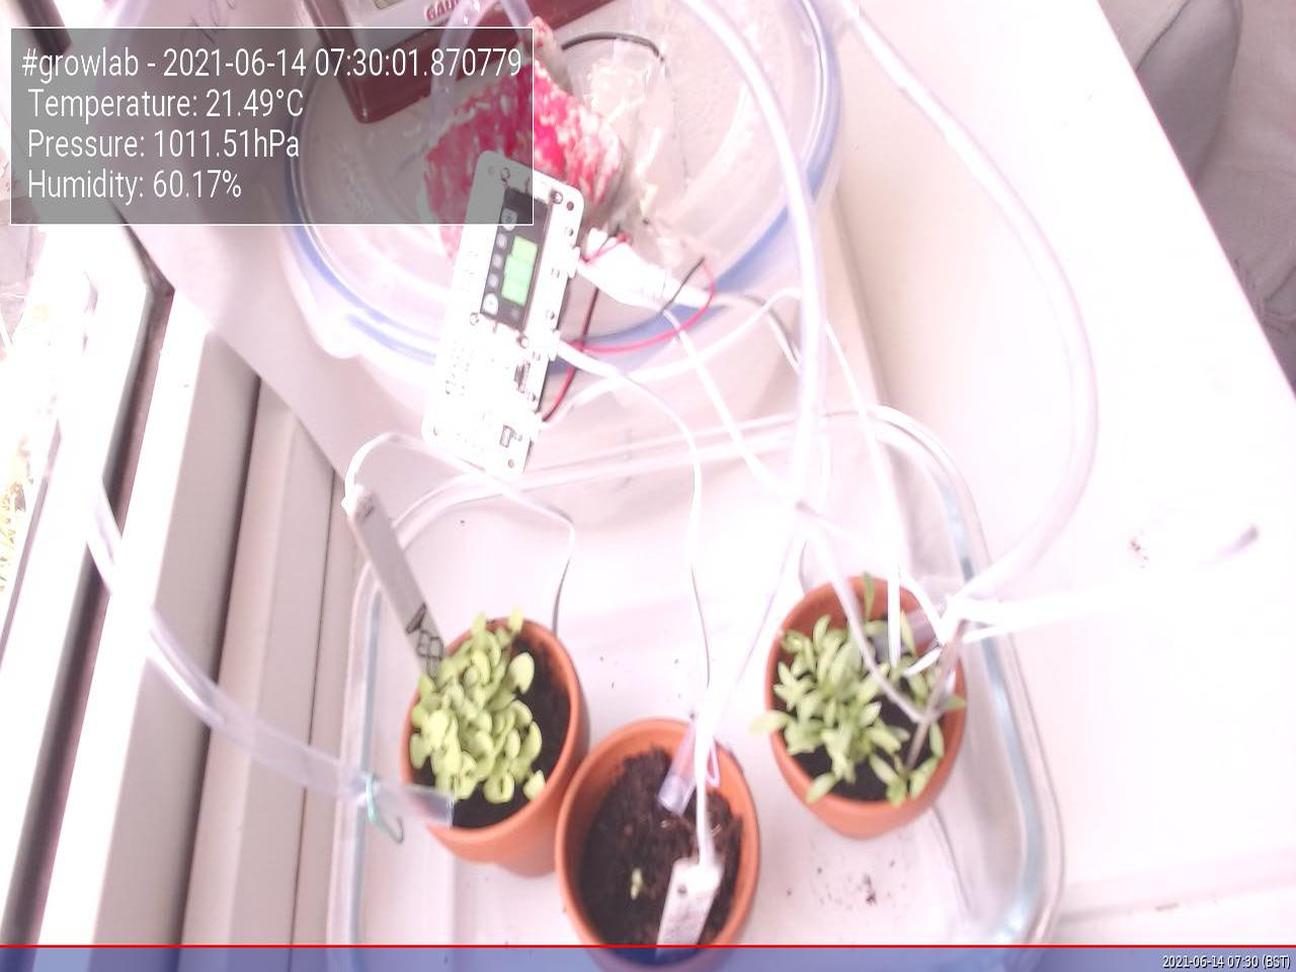 #growlab - 2021-06-14 07:30:01.870779
Temperature: 21.49°C
Pressure: 1011.51hPa
Humidity: 60.17%
2021-06-14 07:30 (BST)